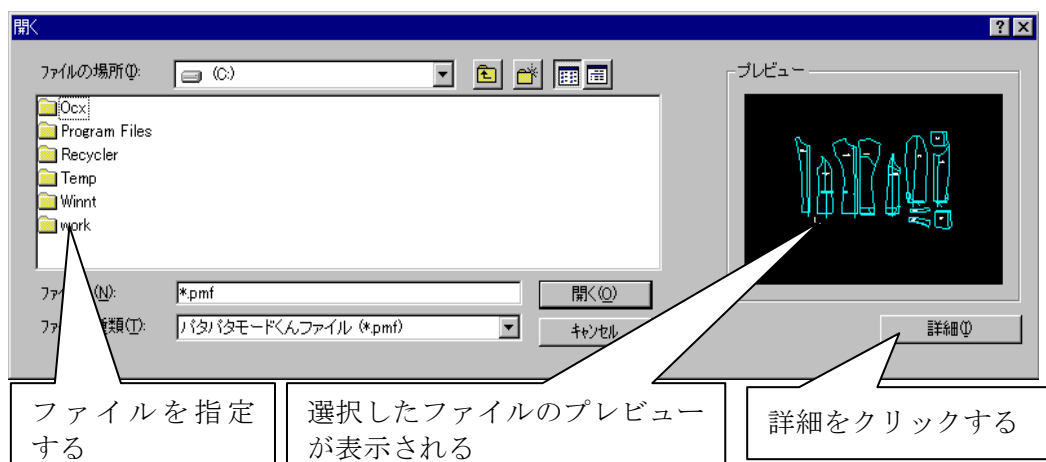 開く
ファイルの場所(I):
(C:)
プレビュー
Ocx
Program Files
Recycler
Temp
Winnt
work
(N):
*.pmf
開く(O)
類(T):
パタパタモードくんファイル (*.pmf)
キャンセル
詳細(I)
ファイルを指定
する
選択したファイルのプレビュー
が表示される
詳細をクリックする